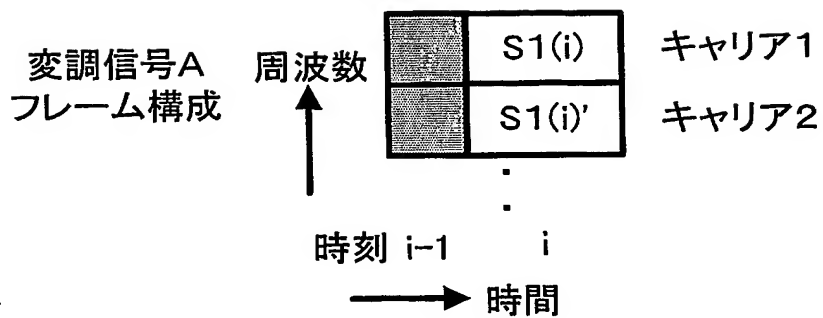 変調信号A
フレーム構成
周波数
S1(i)
キャリア1
S1(i)'
キャリア2
時刻 i-1 i
時間